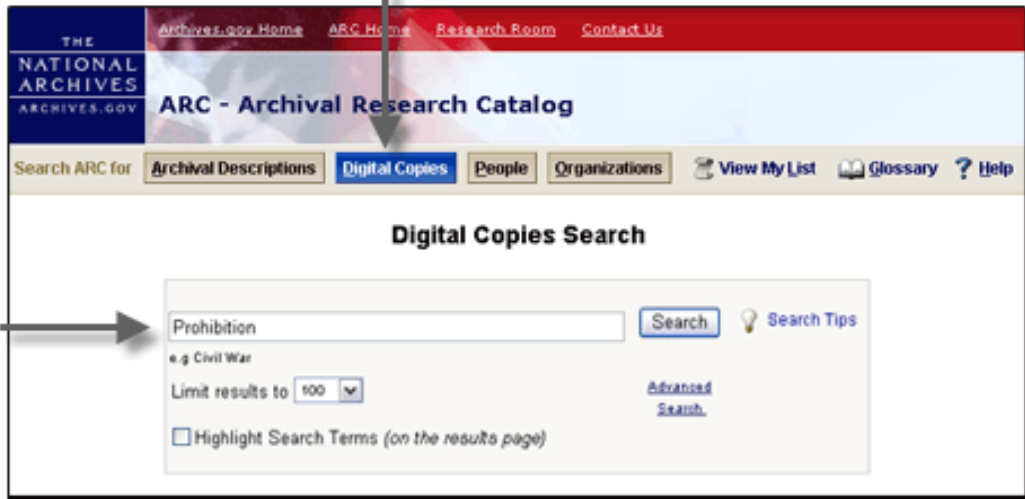 THE
NATIONAL
ARCHIVES
ARCHIVES.GOV
Archives.gov Home ARC Home Research Room Contact Us
ARC - Archival Research Catalog
Search ARC for Archival Descriptions Digital Copies People Organizations View My List Glossary ? Help
Digital Copies Search
Prohibition Search Search Tips
e.g Civil War
Limit results to 100 Advanced
Search.
Highlight Search Terms (on the results page)